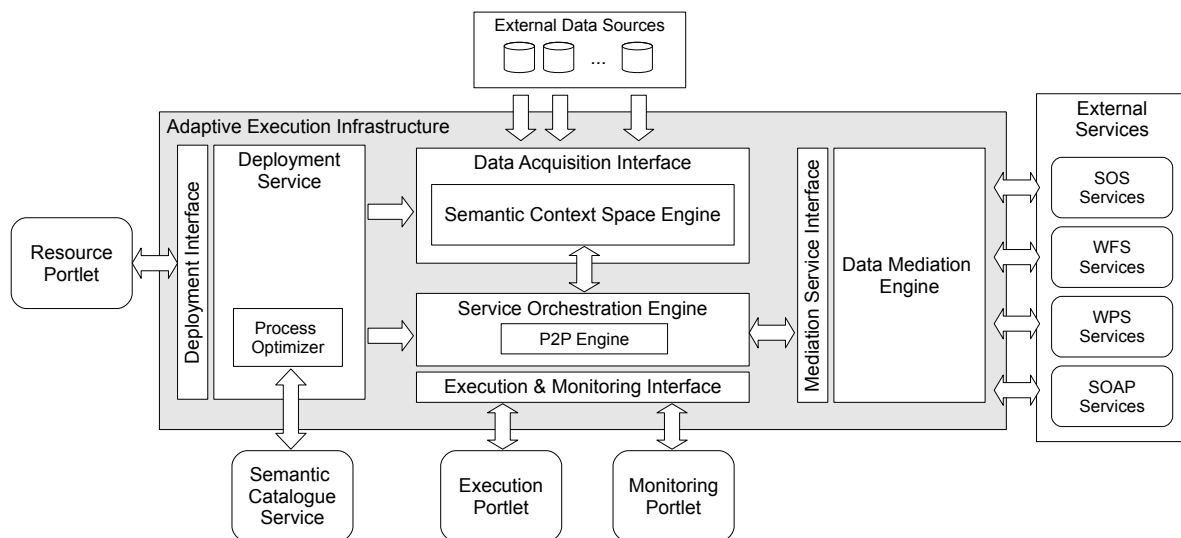 External Data Sources
...
Adaptive Execution Infrastructure
External
Services
Deployment Interface
Deployment
Service
Data Acquisition Interface
Semantic Context Space Engine
Mediation Service Interface
Data Mediation
Engine
SOS
Services
Resource
Portlet
WFS
Services
Service Orchestration Engine
P2P Engine
Process
Optimizer
WPS
Services
Execution & Monitoring Interface
SOAP
Services
Semantic
Catalogue
Service
Execution
Portlet
Monitoring
Portlet